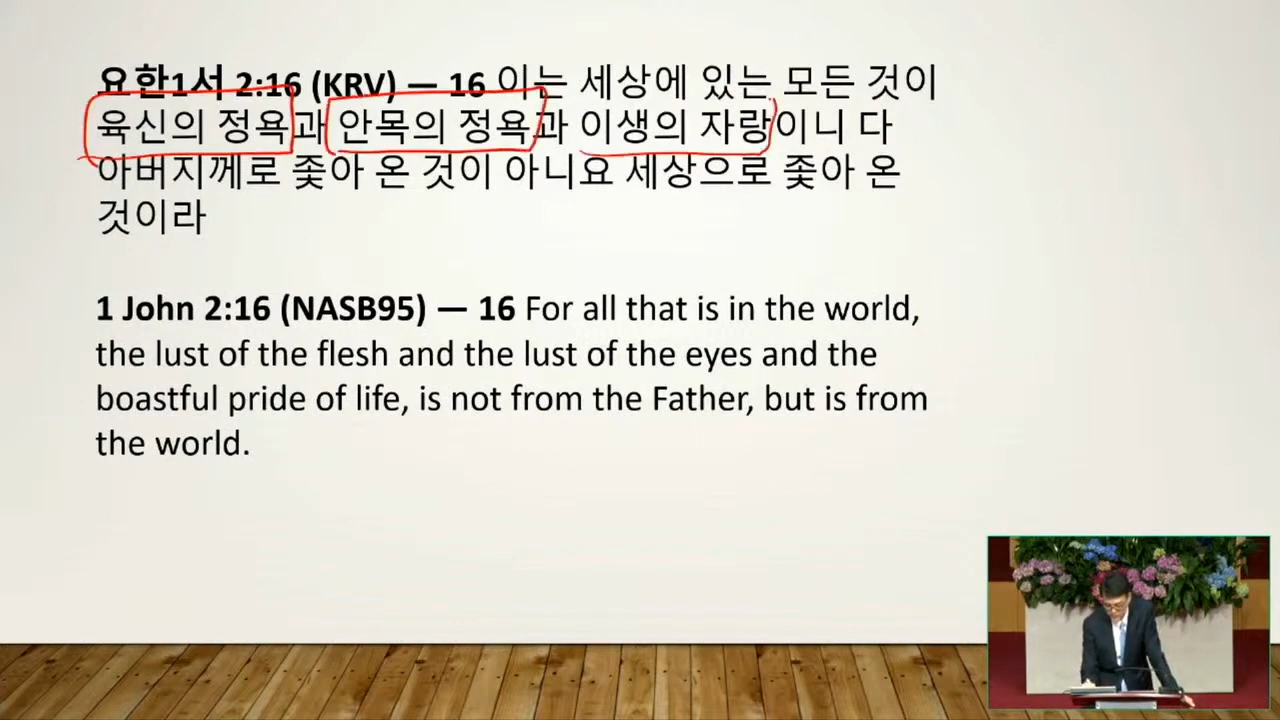 요한1서 2:16 (KRV) — 16 이는 세상에 있는 모든 것이
육신의 정욕과 안목의 정욕과 이생의 자랑이니 다
아버지께로 좇아 온 것이 아니요 세상으로 좇아 온
것이라
1 John 2:16 (NASB95) — 16 For all that is in the world,
the lust of the flesh and the lust of the eyes and the
boastful pride of life, is not from the Father, but is from
the world.